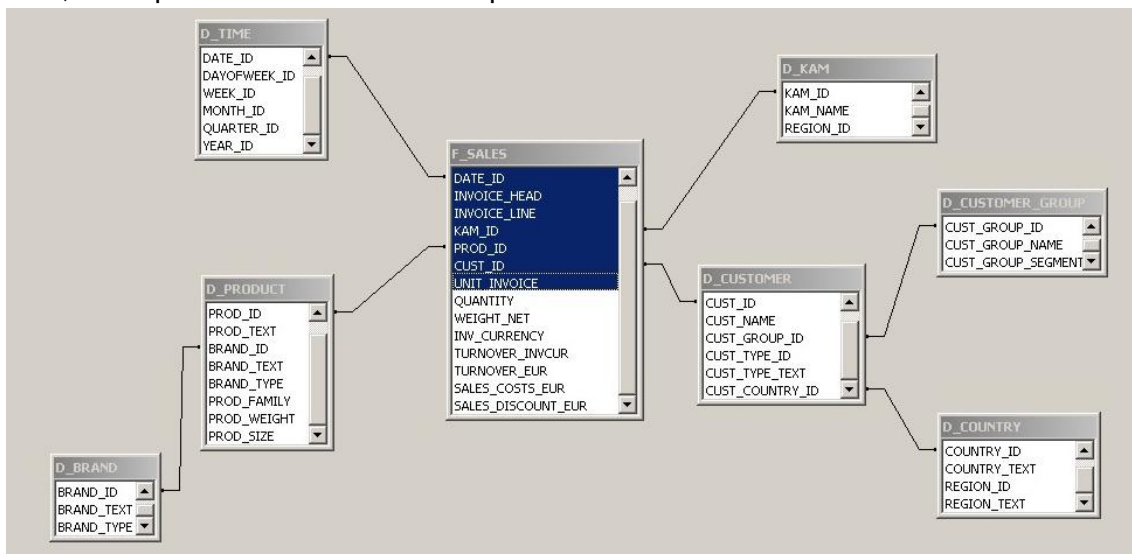 D_TIME
DATE_ID
DAYOFWEEK_ID
WEEK_ID
MONTH_ID
QUARTER_ID
YEAR_ID
D_KAM
KAM_ID
KAM_NAME
REGION_ID
F_SALES
DATE_ID
INVOICE_HEAD
INVOICE_LINE
KAM_ID
PROD_ID
CUST_ID
UNIT_INVOICE
QUANTITY
WEIGHT_NET
INV_CURRENCY
TURNOVER_INVCUR
TURNOVER_EUR
SALES_COSTS_EUR
SALES_DISCOUNT_EUR
D_CUSTOMER_GROUP
CUST_GROUP_ID
CUST_GROUP_NAME
CUST_GROUP_SEGMENT
D_PRODUCT
PROD_ID
PROD_TEXT
BRAND_ID
BRAND_TEXT
BRAND_TYPE
PROD_FAMILY
PROD_WEIGHT
PROD_SIZE
D_CUSTOMER
CUST_ID
CUST_NAME
CUST_GROUP_ID
CUST_TYPE_ID
CUST_TYPE_TEXT
CUST_COUNTRY_ID
D_BRAND
BRAND_ID
BRAND_TEXT
BRAND_TYPE
D_COUNTRY
COUNTRY_ID
COUNTRY_TEXT
REGION_ID
REGION_TEXT